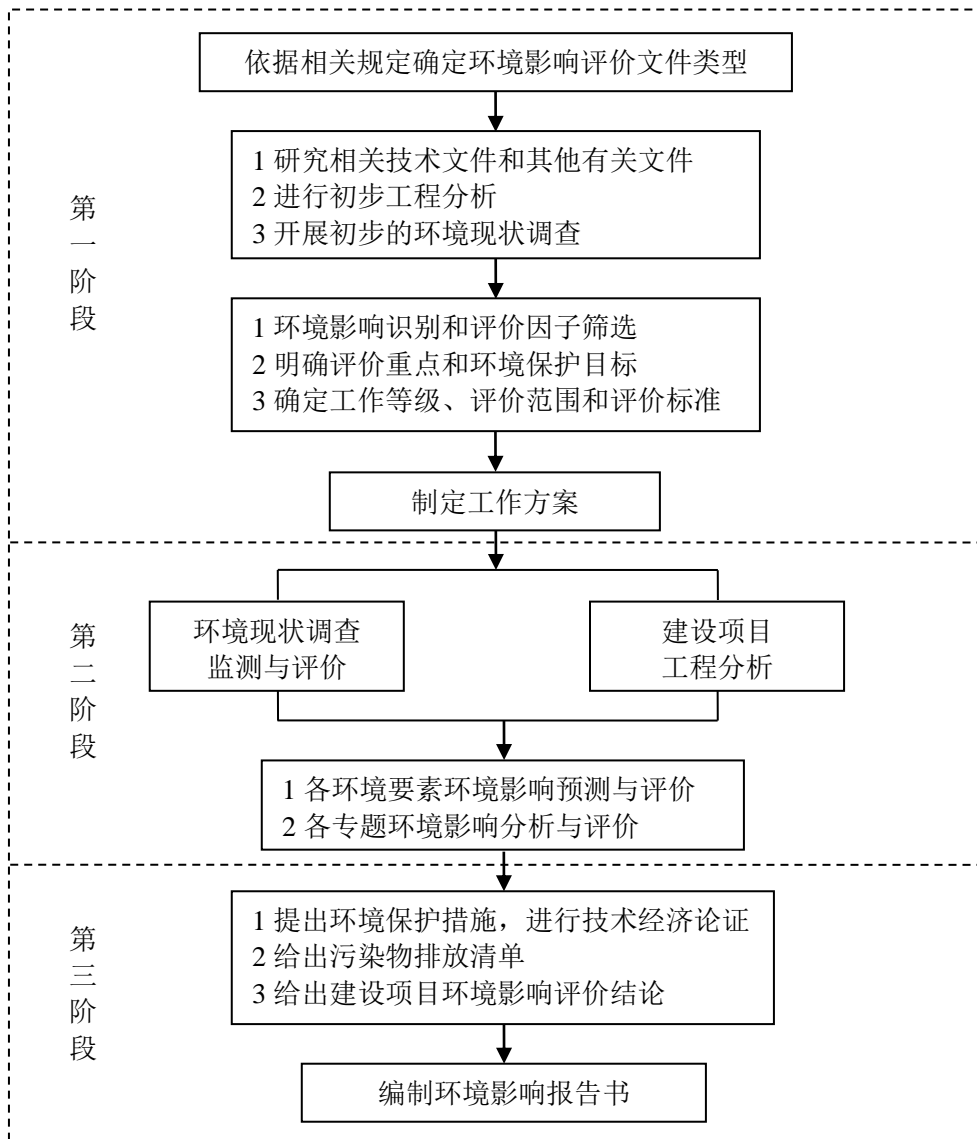 依据相关规定确定环境影响评价文件类型
1 研究相关技术文件和其他有关文件
2 进行初步工程分析
3 开展初步的环境现状调查
第一阶段
1 环境影响识别和评价因子筛选
2 明确评价重点和环境保护目标
3 确定工作等级、评价范围和评价标准
制定工作方案
第二阶段
环境现状调查
监测与评价
建设项目
工程分析
1 各环境要素环境影响预测与评价
2 各专题环境影响分析与评价
第三阶段
1 提出环境保护措施，进行技术经济论证
2 给出污染物排放清单
3 给出建设项目环境影响评价结论
编制环境影响报告书